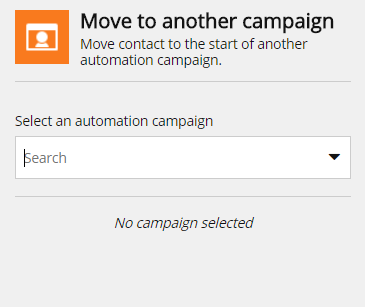 Move to another campaign
Move contact to the start of another
automation campaign.
Select an automation campaign
Search
No campaign selected